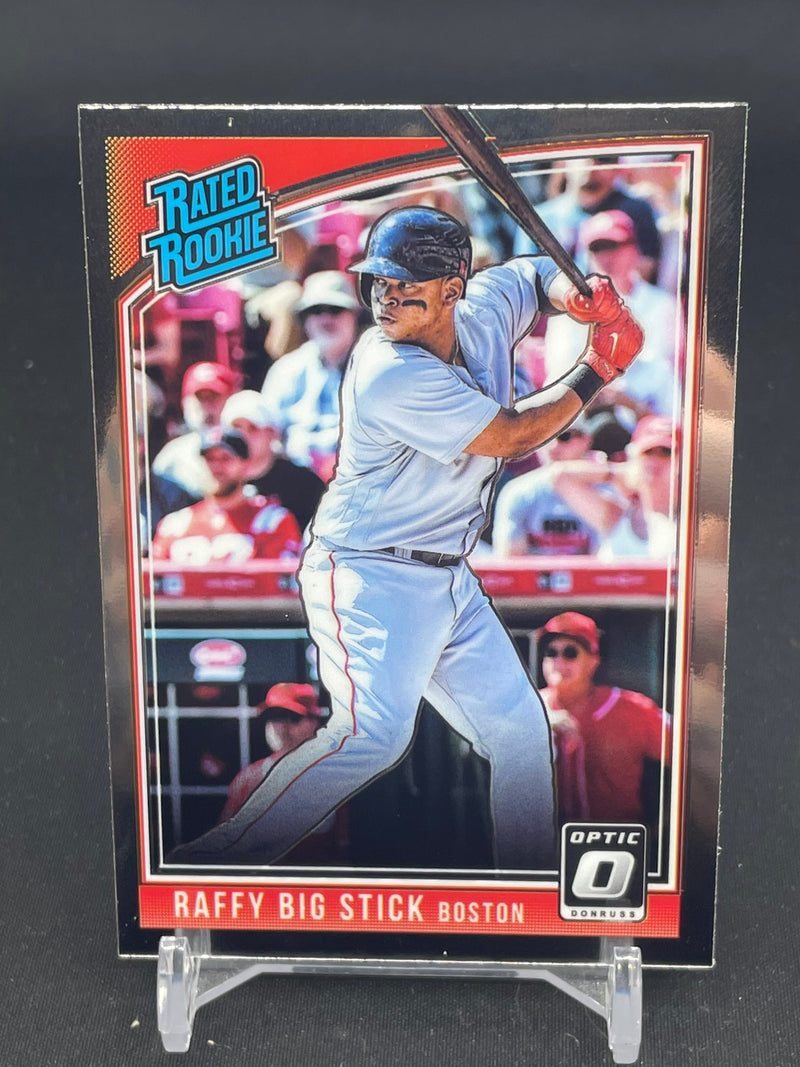 RATED
ROOKIE
OPTIC
O
DONRUSS
RAFFY BIG STICK BOSTON